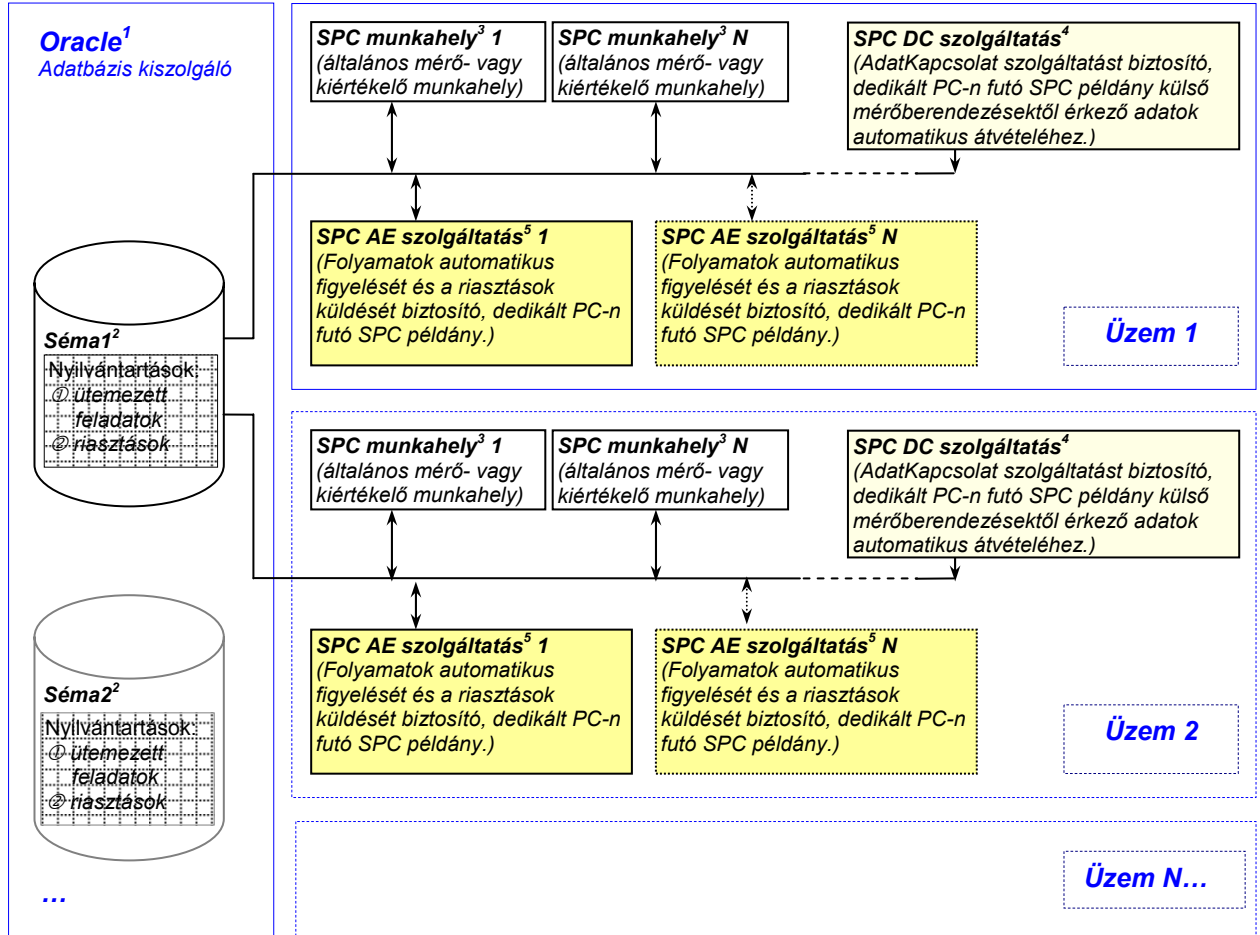 Oracle1
Adatbázis kiszolgáló
Séma1²
Nyilvántartások:
① ütemezett
feladatok
② riasztások
Séma2²
Nyilvántartások:
① ütemezett
feladatok
② riasztások
...
SPC munkahely³ 1
(általános mérő- vagy
kiértékelő munkahely)
SPC munkahely³ N
(általános mérő- vagy
kiértékelő munkahely)
SPC DC szolgáltatás⁴
(AdatKapcsolat szolgáltatást biztosító,
dedikált PC-n futó SPC példány külső
mérőberendezésektől érkező adatok
automatikus átvételéhez.)
SPC AE szolgáltatás⁵ 1
(Folyamatok automatikus
figyelését és a riasztások
küldését biztosító, dedikált PC-n
futó SPC példány.)
SPC AE szolgáltatás⁵ N
(Folyamatok automatikus
figyelését és a riasztások
küldését biztosító, dedikált PC-n
futó SPC példány.)
Üzem 1
SPC munkahely³ 1
(általános mérő- vagy
kiértékelő munkahely)
SPC munkahely³ N
(általános mérő- vagy
kiértékelő munkahely)
SPC DC szolgáltatás⁴
(AdatKapcsolat szolgáltatást biztosító,
dedikált PC-n futó SPC példány külső
mérőberendezésektől érkező adatok
automatikus átvételéhez.)
SPC AE szolgáltatás⁵ 1
(Folyamatok automatikus
figyelését és a riasztások
küldését biztosító, dedikált PC-n
futó SPC példány.)
SPC AE szolgáltatás⁵ N
(Folyamatok automatikus
figyelését és a riasztások
küldését biztosító, dedikált PC-n
futó SPC példány.)
Üzem 2
Üzem N...